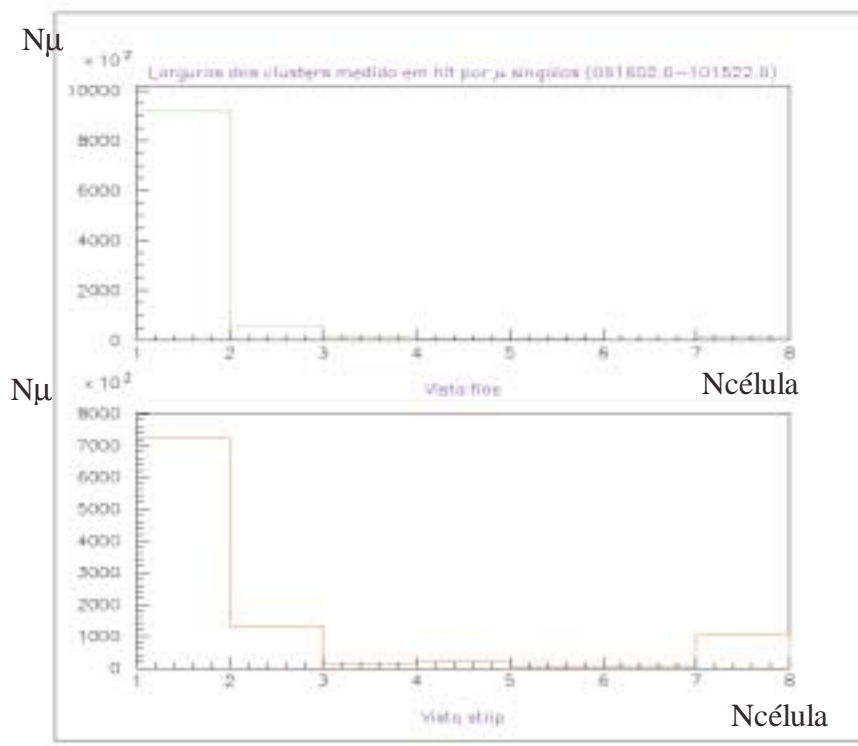 Nμ
× 10²
Larguras dos clusters medido em hit por μ singolos (091602.0-101522.0)
10000
8000
6000
4000
2000
0
1 2 3 4 5 6 7 8
Vista fios
Ncélula
Nμ
× 10²
8000
7000
6000
5000
4000
3000
2000
1000
0
1 2 3 4 5 6 7 8
Vista strip
Ncélula